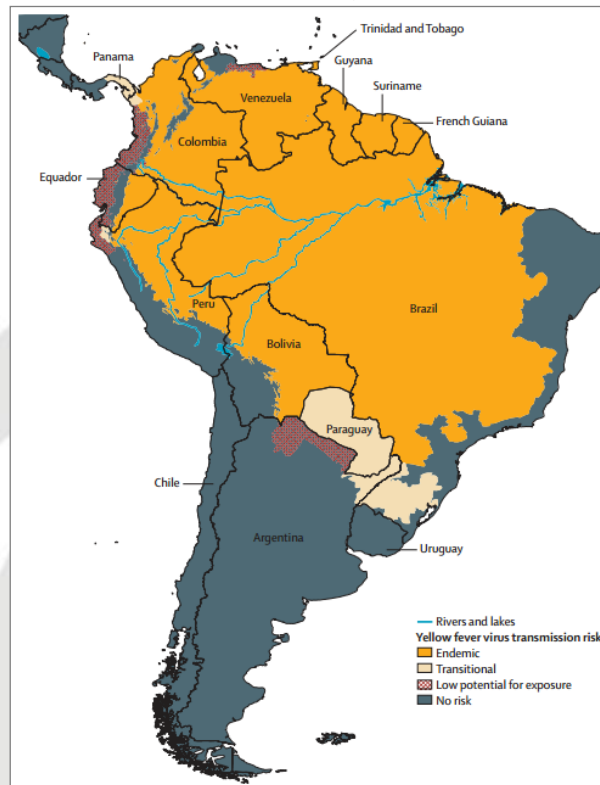 Trinidad and Tobago
Panama
Guyana
Venezuela
Suriname
French Guiana
Colombia
Equador
Peru
Brazil
Bolivia
Paraguay
Chile
Argentina
Uruguay
Rivers and lakes
Yellow fever virus transmission risk
Endemic
Transitional
Low potential for exposure
No risk